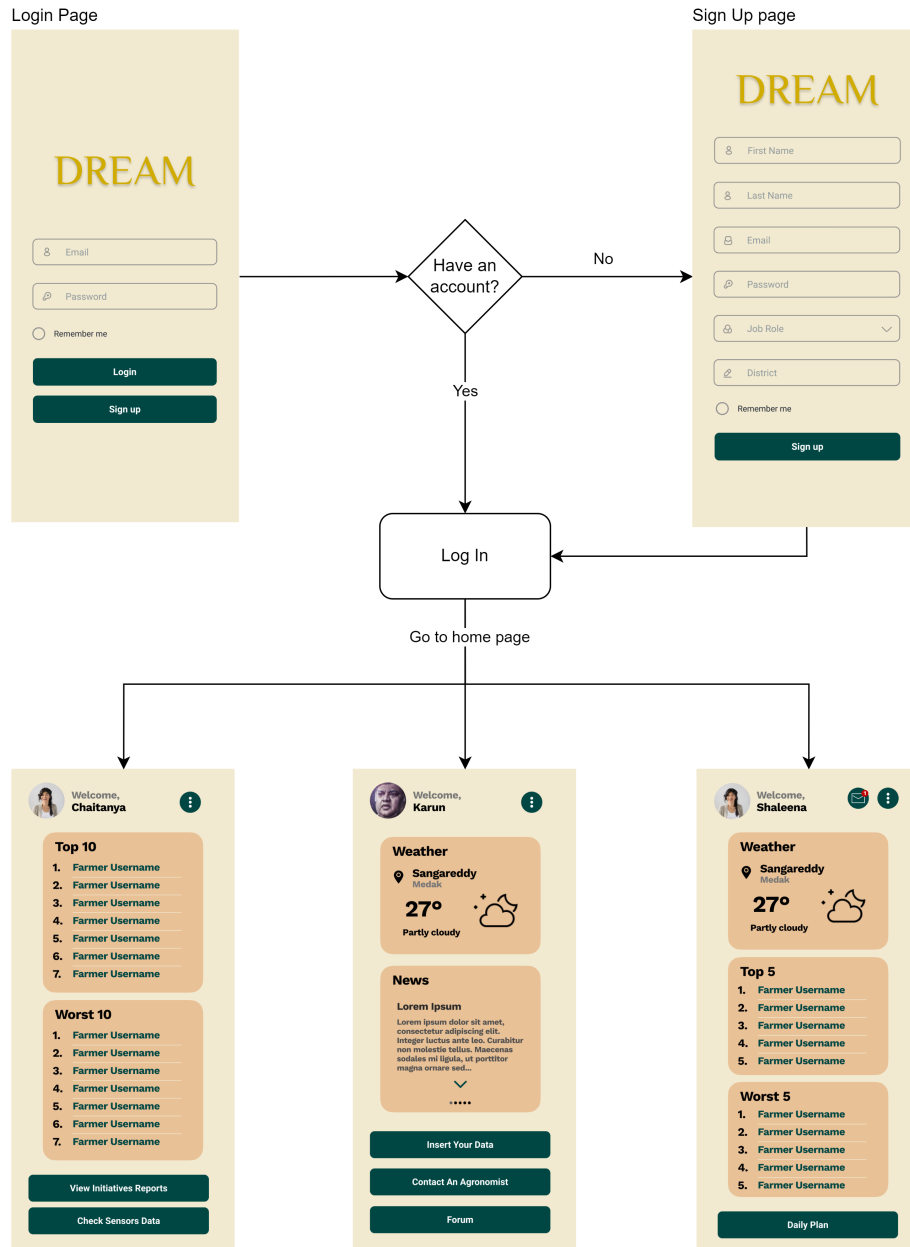 Login Page
Sign Up page
DREAM
Email
Password
Remember me
Login
Sign up
Have an
account?
No
Yes
DREAM
First Name
Last Name
Email
Password
Job Role
District
Remember me
Sign up
Log In
Go to home page
Welcome,
Chaitanya
Top 10
1. Farmer Username
2. Farmer Username
3. Farmer Username
4. Farmer Username
5. Farmer Username
6. Farmer Username
7. Farmer Username
Worst 10
1. Farmer Username
2. Farmer Username
3. Farmer Username
4. Farmer Username
5. Farmer Username
6. Farmer Username
7. Farmer Username
View Initiatives Reports
Check Sensors Data
Welcome,
Karun
Weather
Sangareddy
Medak
27°
Partly cloudy
News
Lorem Ipsum
Lorem ipsum dolor sit amet,
consectetur adipiscing elit.
Integer luctus ante leo. Curabitur
non molestie tellus. Maecenas
sodales mi ligula, ut porttitor
magna ornare sed...
Insert Your Data
Contact An Agronomist
Forum
Welcome,
Shaleena
1
Weather
Sangareddy
Medak
27°
Partly cloudy
Top 5
1. Farmer Username
2. Farmer Username
3. Farmer Username
4. Farmer Username
5. Farmer Username
Worst 5
1. Farmer Username
2. Farmer Username
3. Farmer Username
4. Farmer Username
5. Farmer Username
Daily Plan